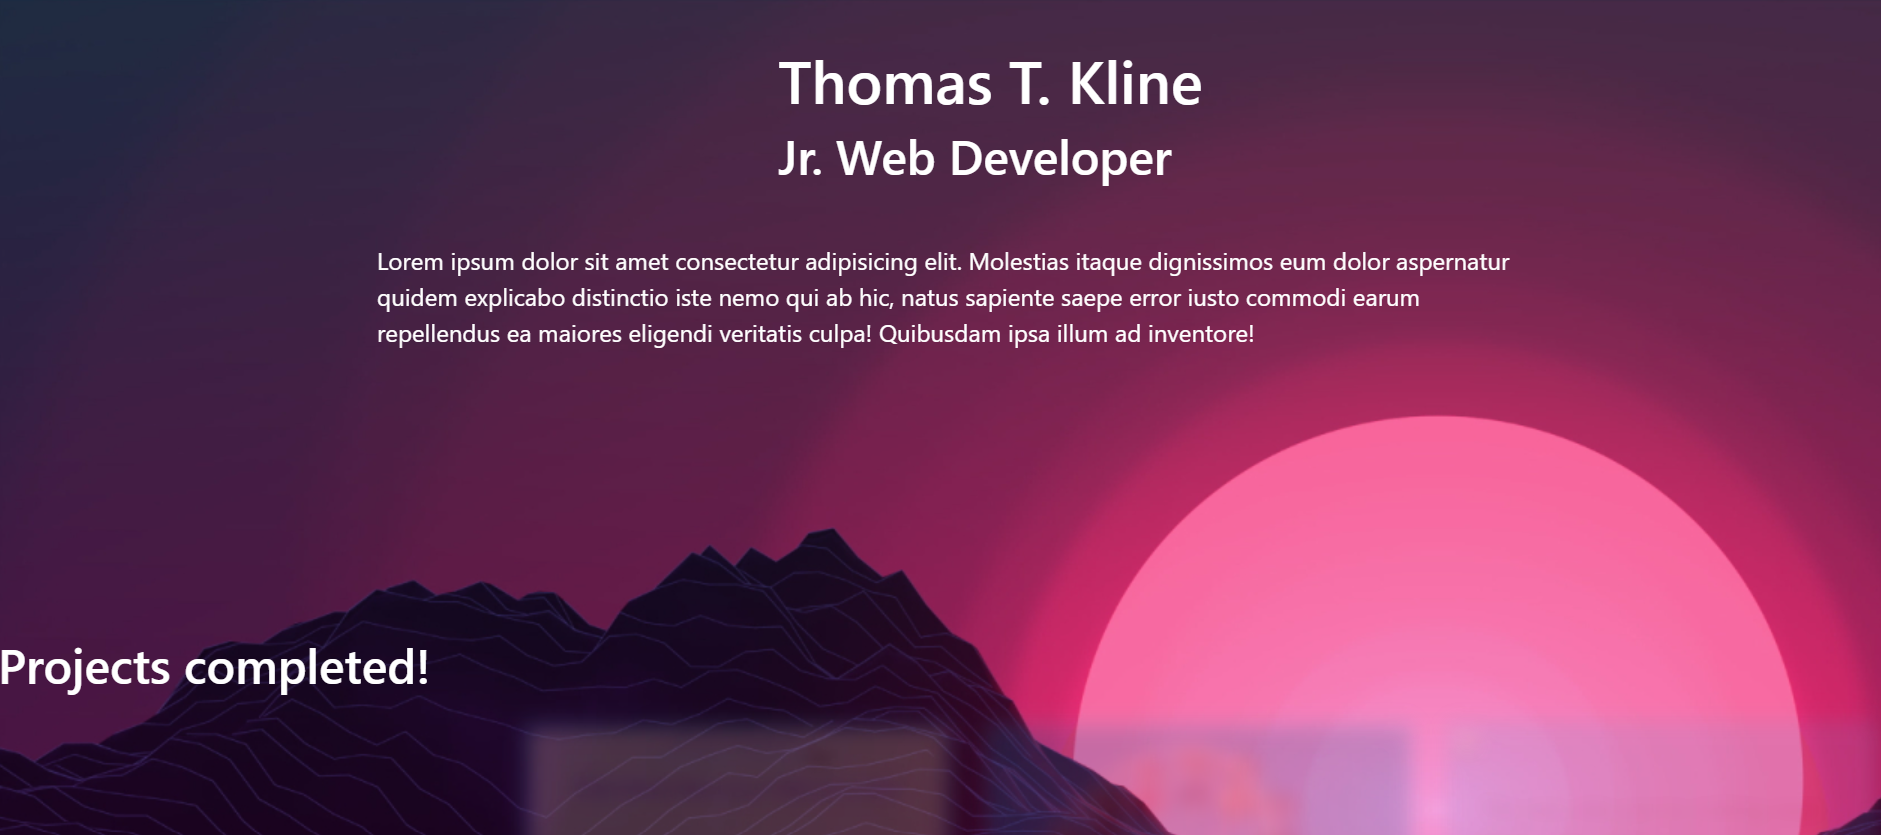 Thomas T. Kline
Jr. Web Developer
Lorem ipsum dolor sit amet consectetur adipisicing elit. Molestias itaque dignissimos eum dolor aspernatur
quidem explicabo distinctio iste nemo qui ab hic, natus sapiente saepe error iusto commodi earum
repellendus ea maiores eligendi veritatis culpa! Quibusdam ipsa illum ad inventore!
Projects completed!